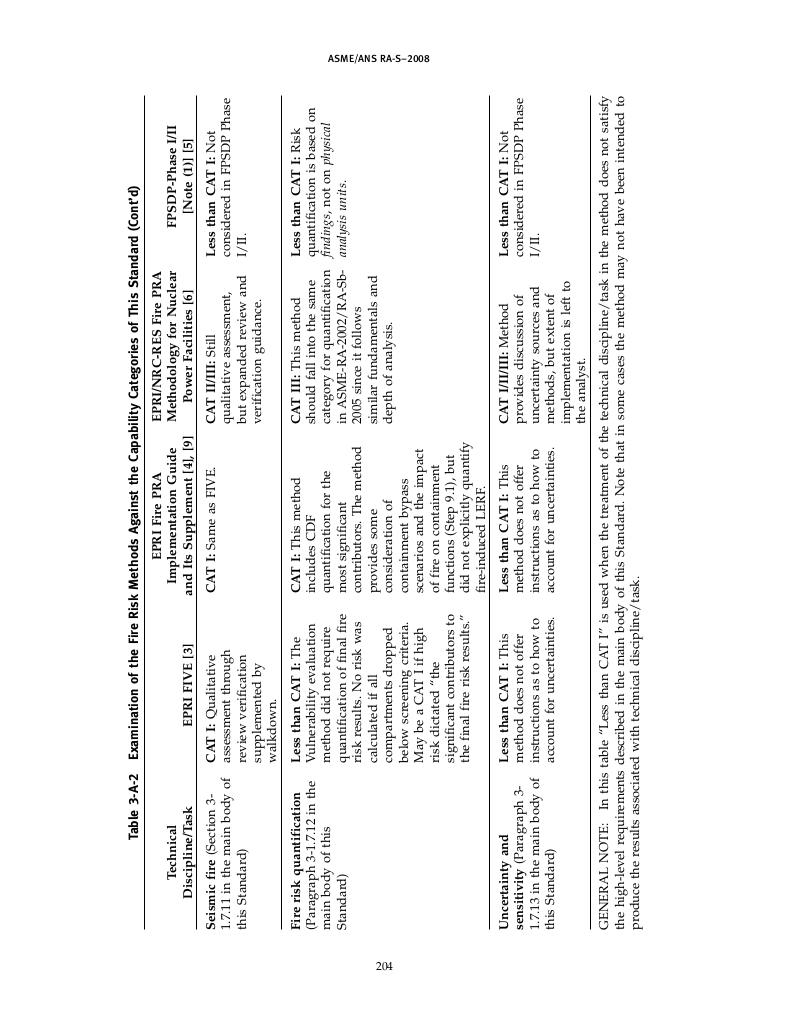 ASME/ANS RA-S–2008
Table 3-A-2 Examination of the Fire Risk Methods Against the Capability Categories of This Standard (Cont'd)
Technical
Discipline/Task
EPRI FIVE [3]
EPRI Fire PRA
Implementation Guide
and Its Supplement [4], [9]
EPRI/NRC-RES Fire PRA
Methodology for Nuclear
Power Facilities [6]
FPSDP-Phase I/II
[Note (1)] [5]
Seismic fire (Section 3-
1.7.11 in the main body of
this Standard)
CAT I: Qualitative
assessment through
review verification
supplemented by
walkdown.
CAT I: Same as FIVE.
CAT II/III: Still
qualitative assessment,
but expanded review and
verification guidance.
Less than CAT I: Not
considered in FPSDP Phase
I/II.
Fire risk quantification
(Paragraph 3-1.7.12 in the
main body of this
Standard)
Less than CAT I: The
Vulnerability evaluation
method did not require
quantification of final fire
risk results. No risk was
calculated if all
compartments dropped
below screening criteria.
May be a CAT I if high
risk dictated "the
significant contributors to
the final fire risk results."
CAT I: This method
includes CDF
quantification for the
most significant
contributors. The method
provides some
consideration of
containment bypass
scenarios and the impact
of fire on containment
functions (Step 9.1), but
did not explicitly quantify
fire-induced LERF.
CAT III: This method
should fall into the same
category for quantification
in ASME-RA-2002/RA-Sb-
2005 since it follows
similar fundamentals and
depth of analysis.
Less than CAT I: Risk
quantification is based on
findings, not on physical
analysis units.
Uncertainty and
sensitivity (Paragraph 3-
1.7.13 in the main body of
this Standard)
Less than CAT I: This
method does not offer
instructions as to how to
account for uncertainties.
Less than CAT I: This
method does not offer
instructions as to how to
account for uncertainties.
CAT I/II/III: Method
provides discussion of
uncertainty sources and
methods, but extent of
implementation is left to
the analyst.
Less than CAT I: Not
considered in FPSDP Phase
I/II.
GENERAL NOTE: In this table "Less than CAT I" is used when the treatment of the technical discipline/task in the method does not satisfy
the high-level requirements described in the main body of this Standard. Note that in some cases the method may not have been intended to
produce the results associated with technical discipline/task.
204